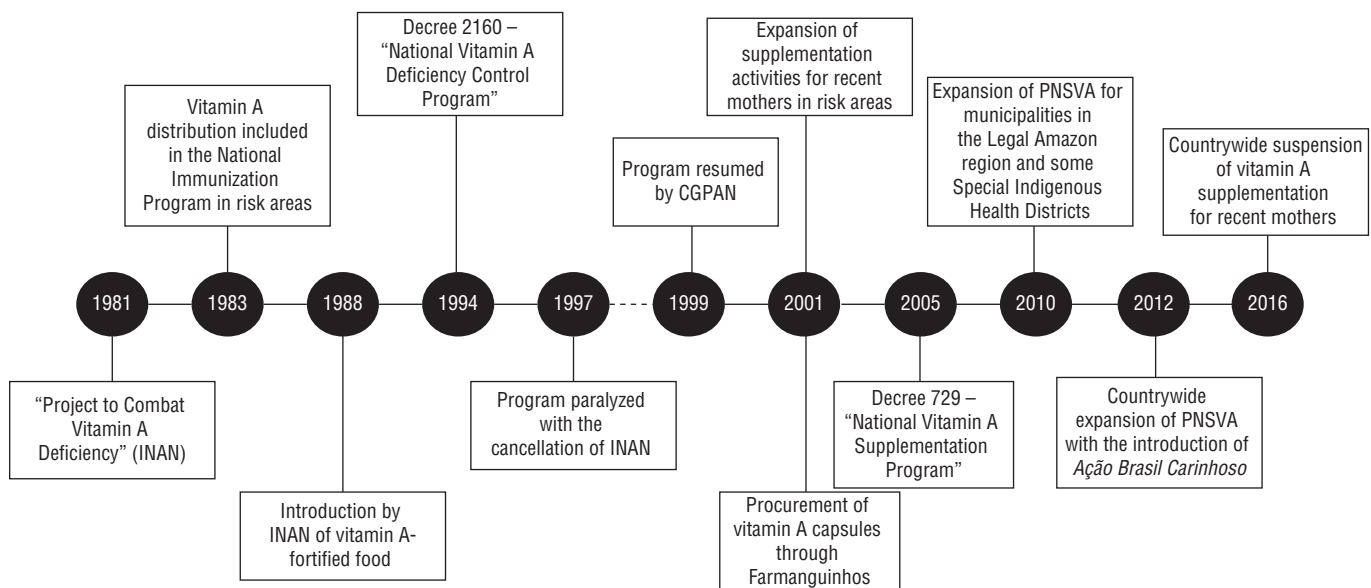 Decree 2160 –
“National Vitamin A
Deficiency Control
Program”
Expansion of
supplementation
activities for recent
mothers in risk areas
Vitamin A
distribution included
in the National
Immunization
Program in risk areas
Program resumed
by CGPAN
Expansion of PNSVA for
municipalities in
the Legal Amazon
region and some
Special Indigenous
Health Districts
Countrywide suspension
of vitamin A
supplementation
for recent mothers
1981
1983
1988
1994
1997
1999
2001
2005
2010
2012
2016
“Project to Combat
Vitamin A
Deficiency” (INAN)
Introduction by
INAN of vitamin A-
fortified food
Program paralyzed
with the
cancellation of INAN
Procurement of
vitamin A capsules
through
Farmanguinhos
Decree 729 –
“National Vitamin A
Supplementation
Program”
Countrywide
expansion of PNSVA
with the introduction of
Ação Brasil Carinhoso